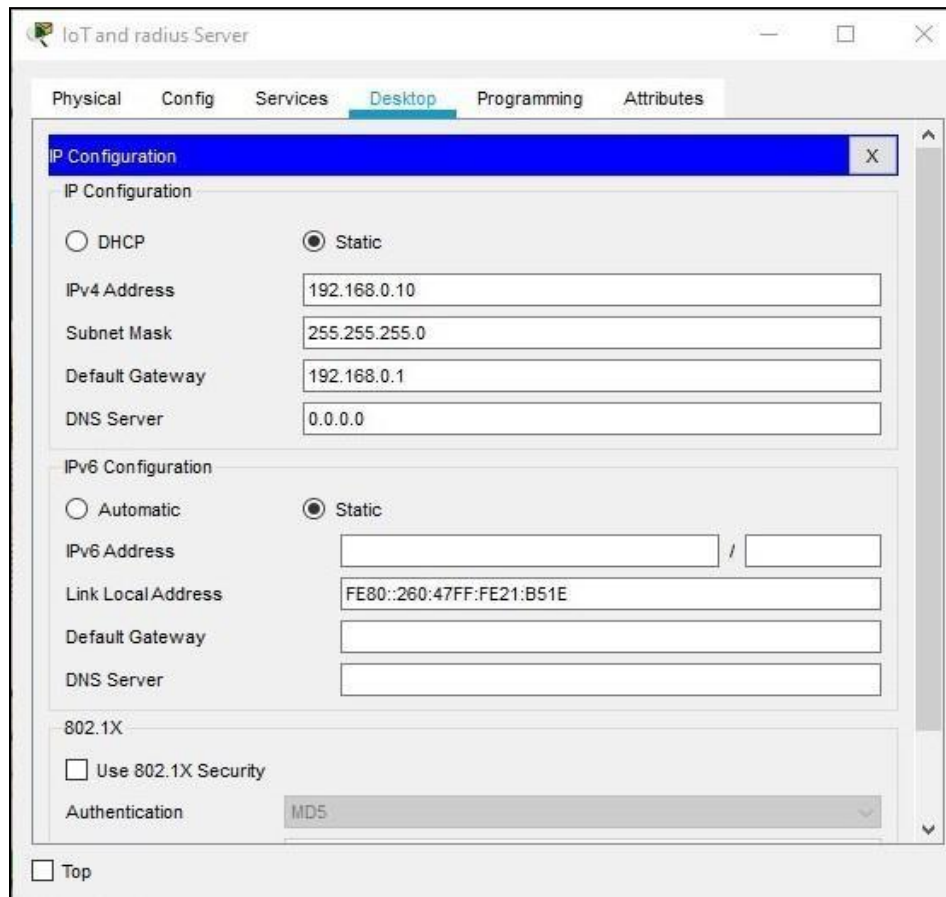 IoT and radius Server
Physical Config Services Desktop Programming Attributes
IP Configuration X
IP Configuration
DHCP Static
IPv4 Address 192.168.0.10
Subnet Mask 255.255.255.0
Default Gateway 192.168.0.1
DNS Server 0.0.0.0
IPv6 Configuration
Automatic Static
IPv6 Address /
Link Local Address FE80::260:47FF:FE21:B51E
Default Gateway
DNS Server
802.1X
Use 802.1X Security
Authentication MD5
Top